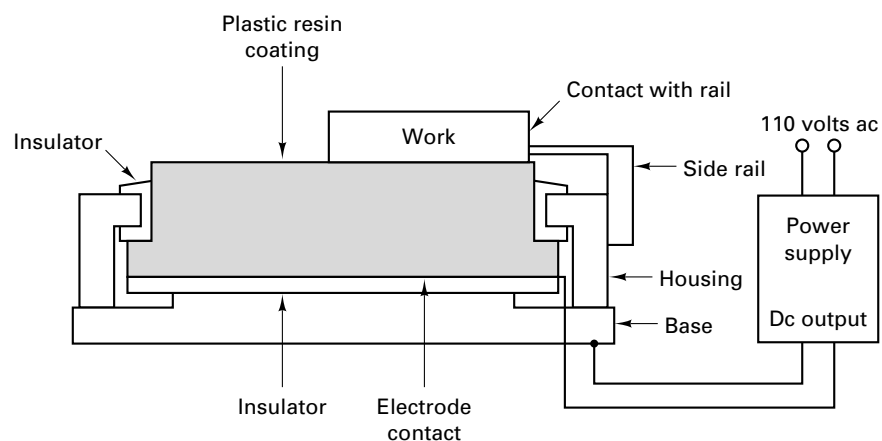 Plastic resin
coating
Contact with rail
Work
110 volts ac
Insulator
Side rail
Power
supply
Housing
Dc output
Base
Insulator
Electrode
contact